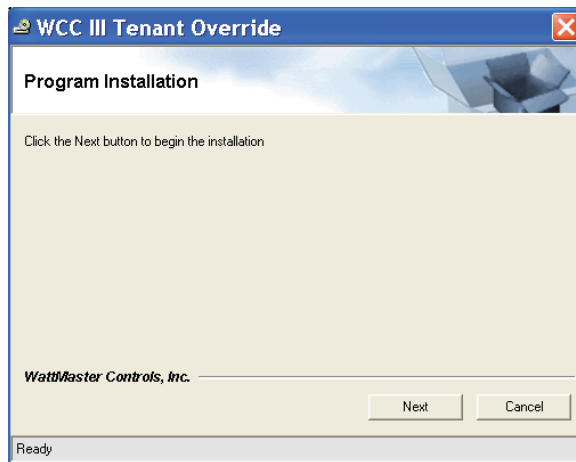 WCC III Tenant Override
Program Installation
Click the Next button to begin the installation
WattMaster Controls, Inc.
Next Cancel
Ready